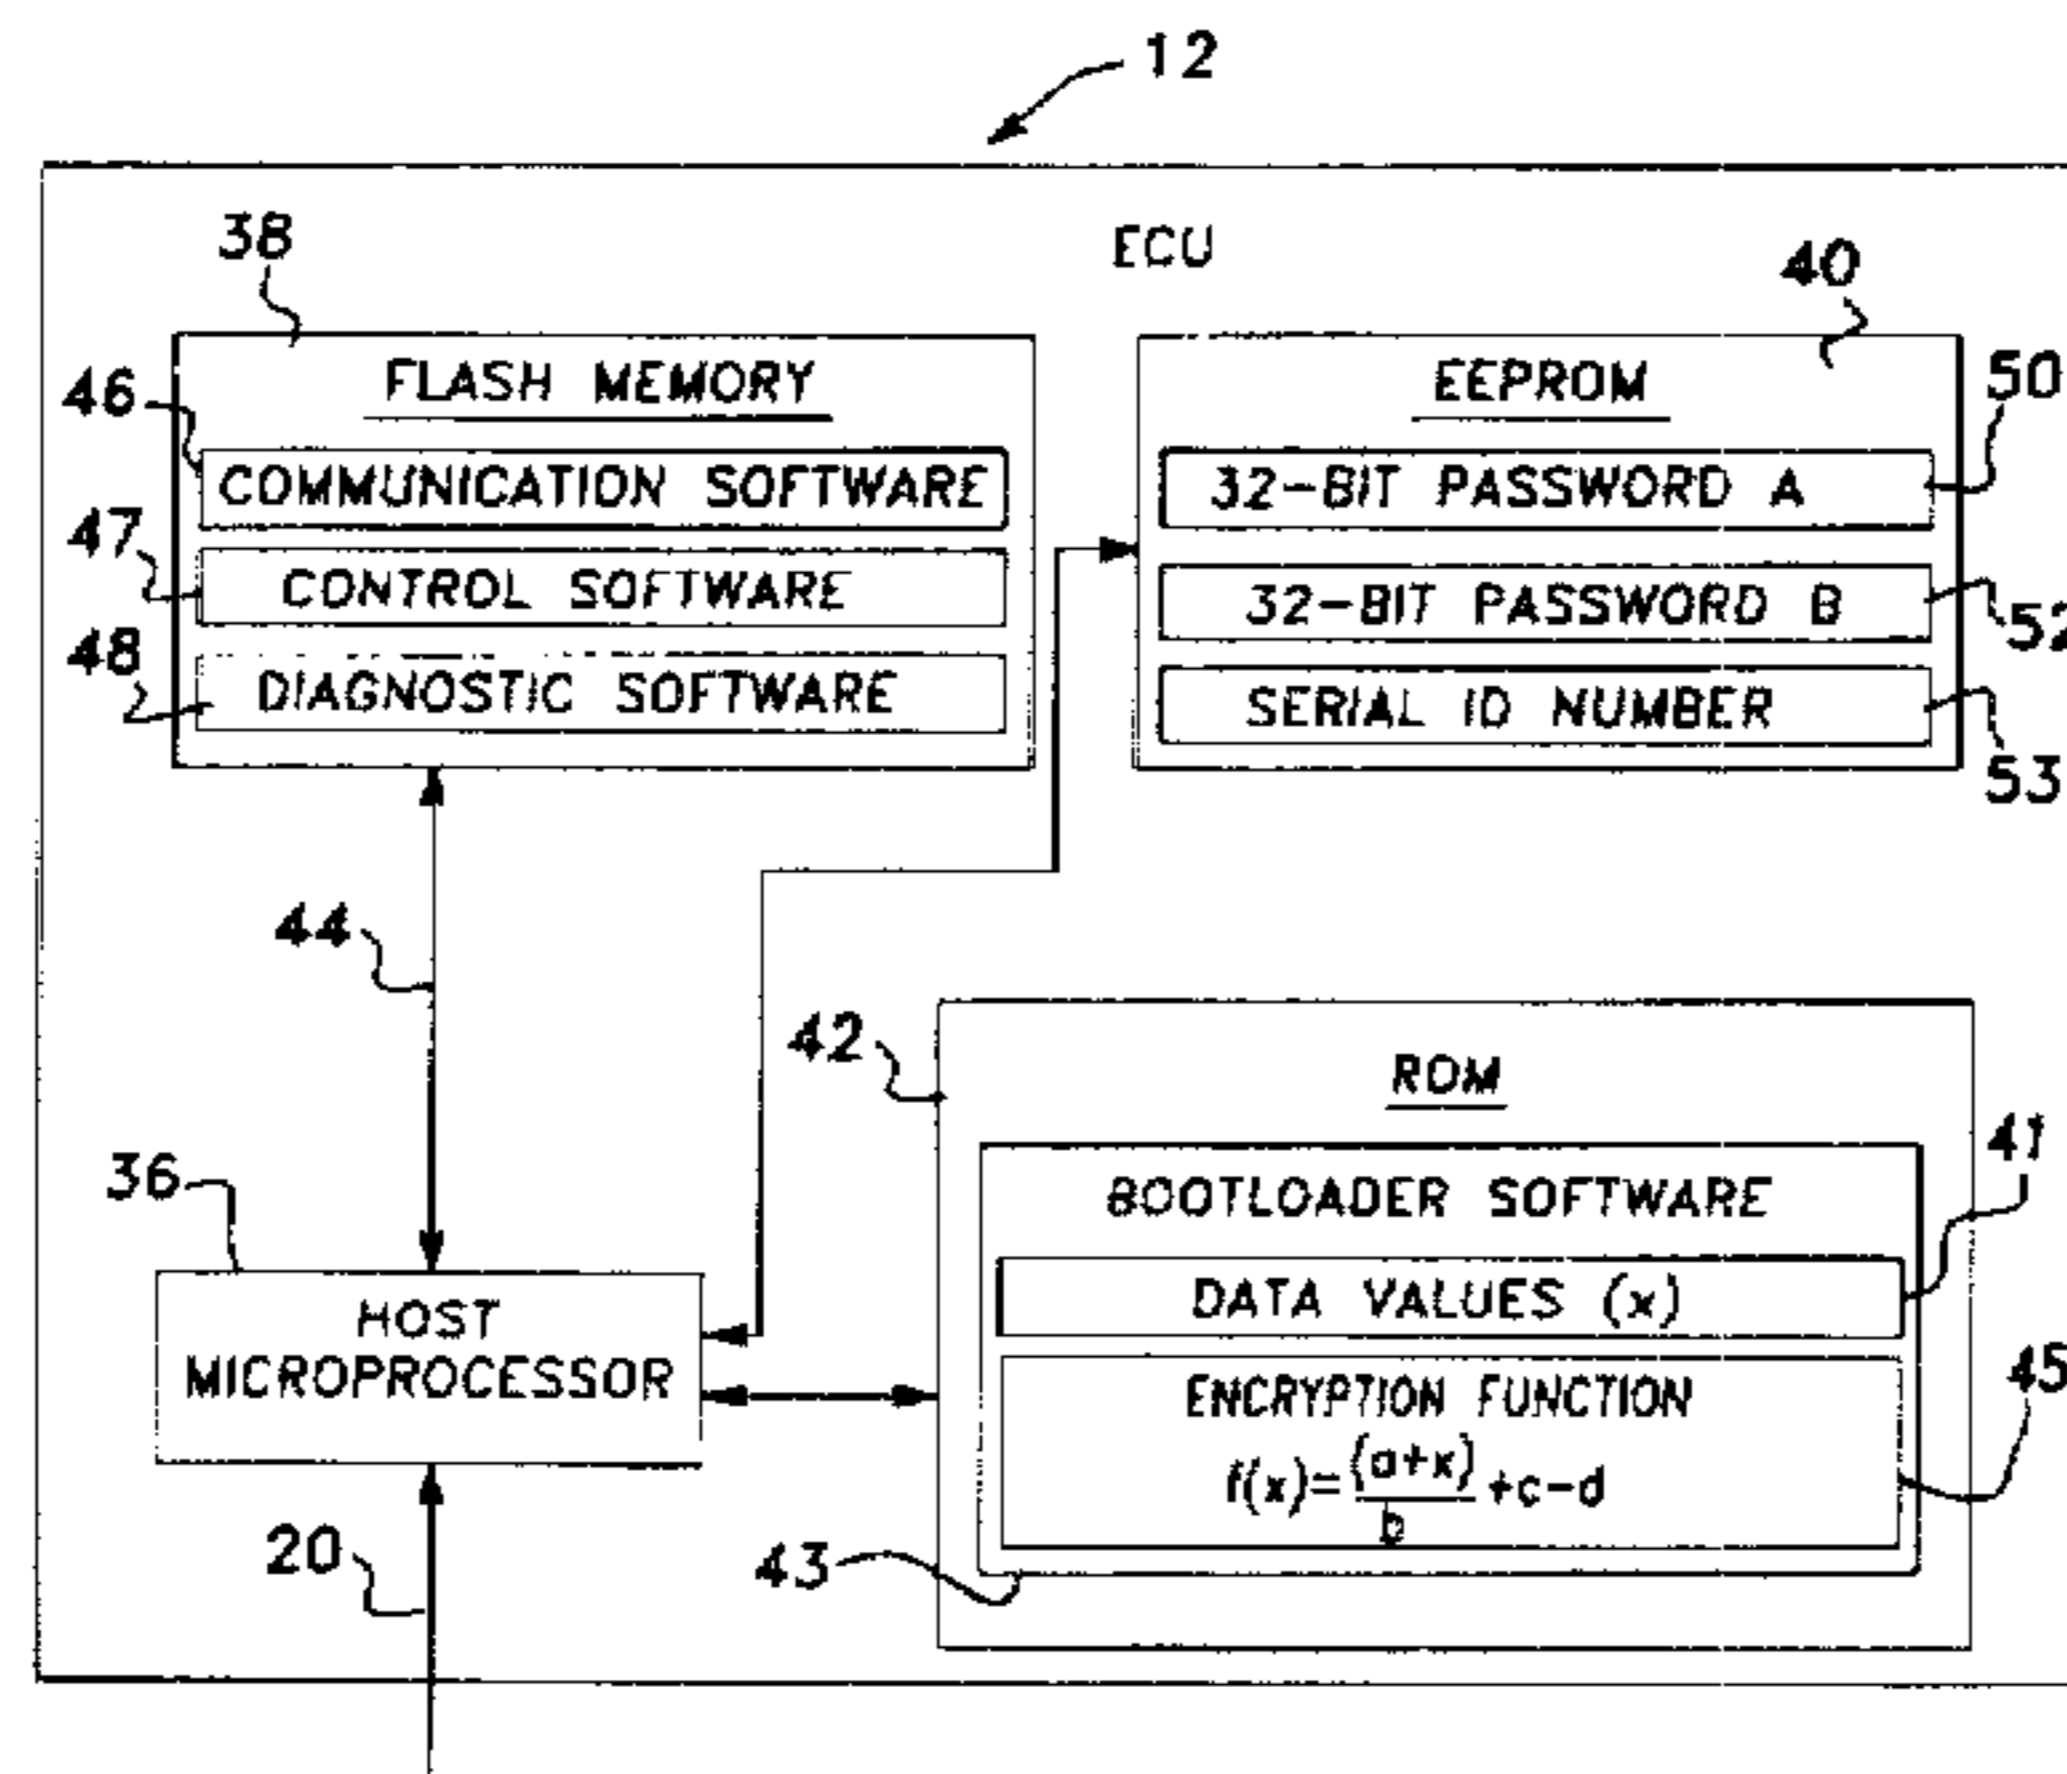 12
ECU
38
40
FLASH MEMORY
EEPROM
46
50
COMMUNICATION SOFTWARE
32-BIT PASSWORD A
47
CONTROL SOFTWARE
32-BIT PASSWORD B
52
48
DIAGNOSTIC SOFTWARE
SERIAL ID NUMBER
53
44
42
ROM
41
36
BOOTLOADER SOFTWARE
HOST
MICROPROCESSOR
DATA VALUES (x)
45
ENCRYPTION FUNCTION
f(x)=(a+x)/b+c-d
20
43